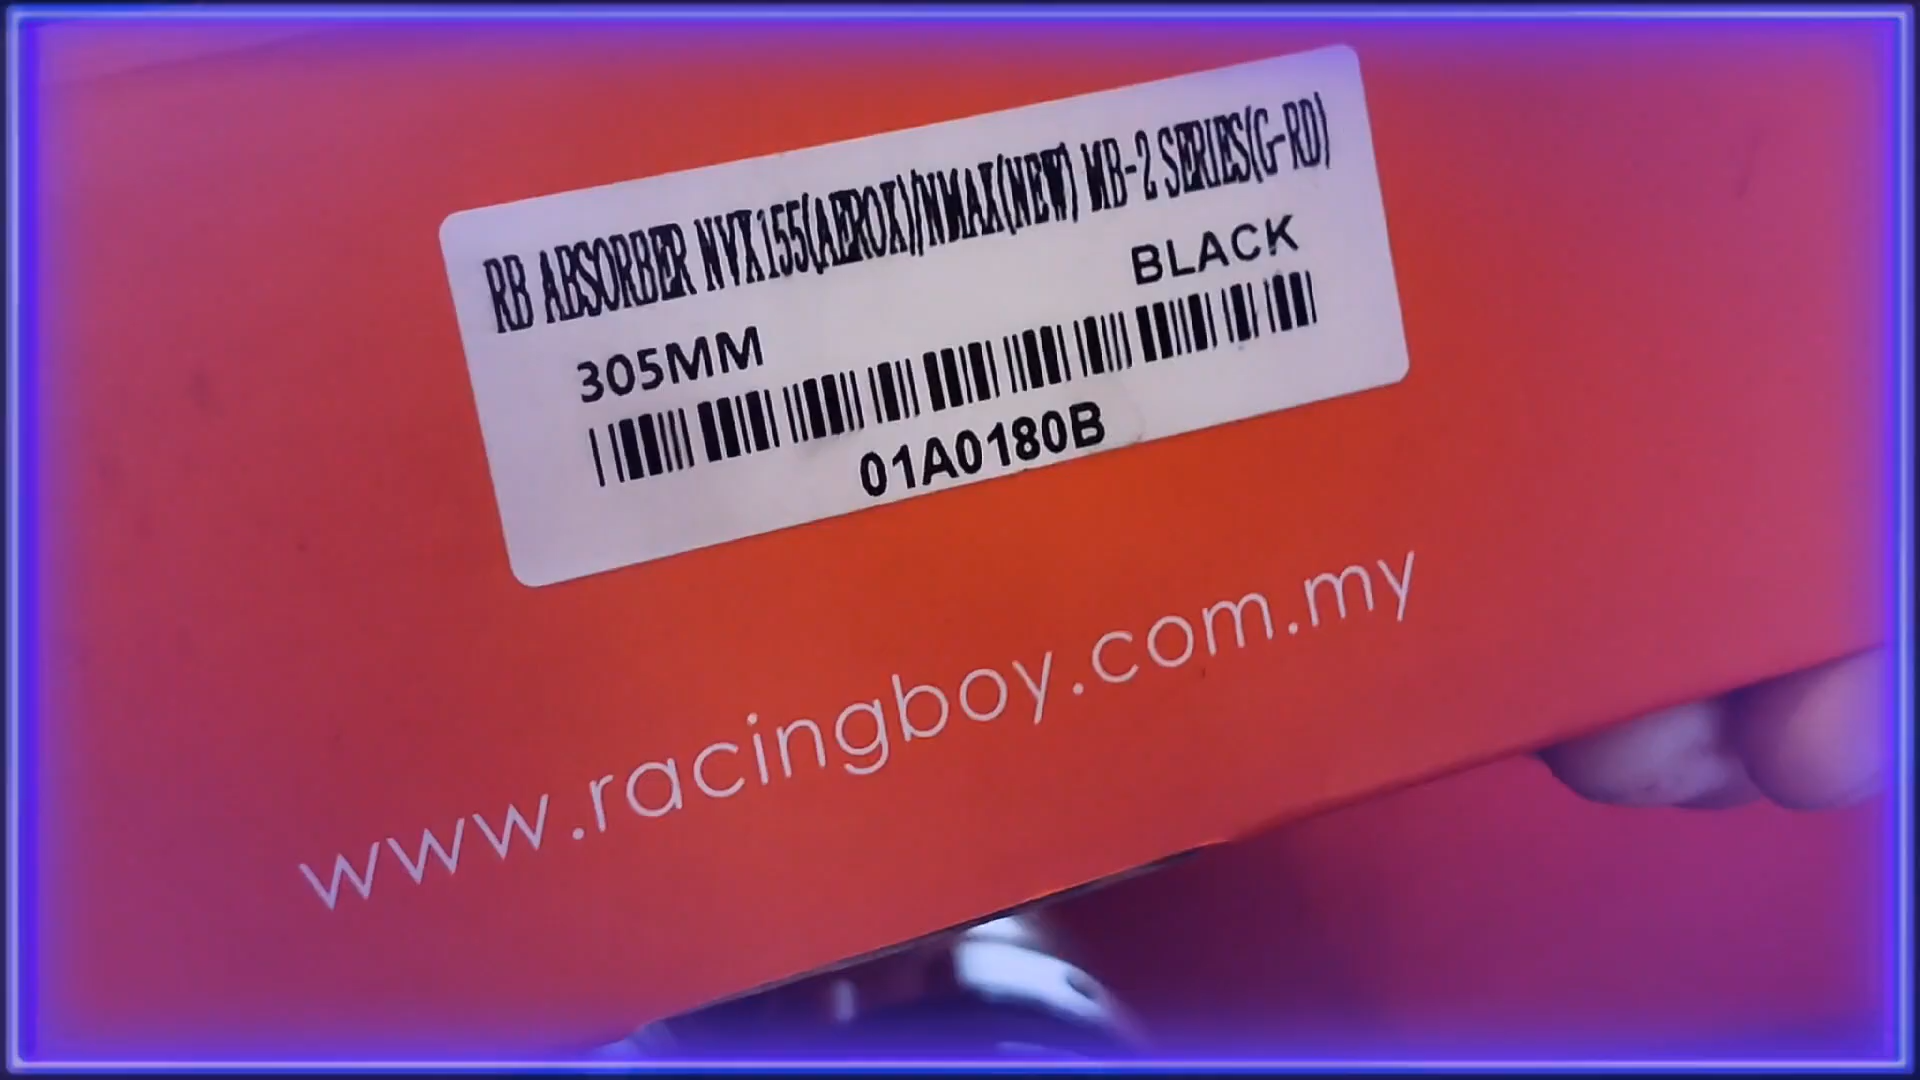 RB ABSORBER NVX155(AEROX)/NMAX(NEW) MB-2 SERIES(G-RD)
305MM BLACK
01A0180B
www.racingboy.com.my